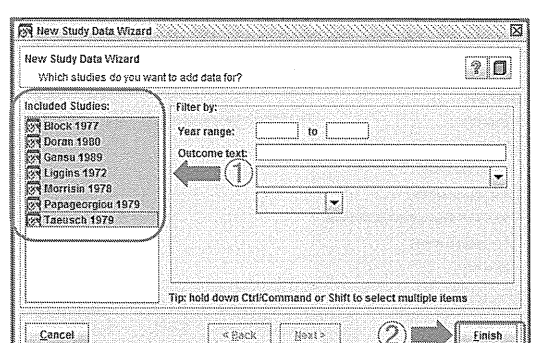 New Study Data Wizard
New Study Data Wizard
Which studies do you want to add data for?
Included Studies:
Block 1977
Doran 1980
Gamsu 1989
Liggins 1972
Morrisin 1978
Papageorgiou 1979
Taeusch 1979
Filter by:
Year range: to
Outcome text:
①
Tip: hold down Ctrl/Command or Shift to select multiple items
Cancel
< Back
Next >
②
Finish